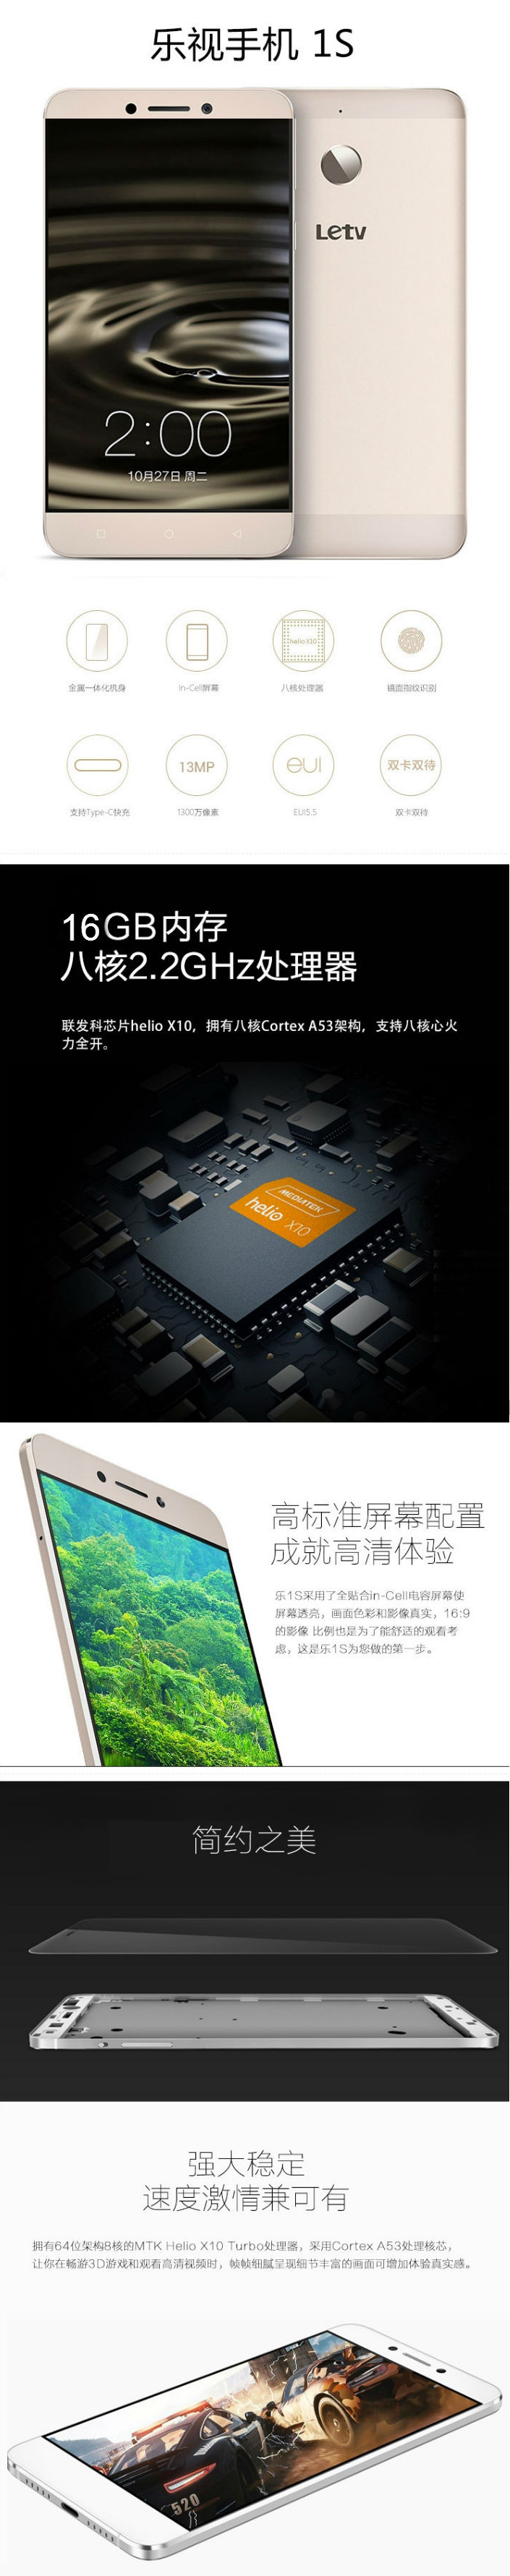 乐视手机 1S
Letv
2:00
10月27日 周二
helio X10
金属一体化机身
In-Cell屏幕
八核处理器
镜面指纹识别
13MP
eUI
双卡双待
支持Type-C快充
1300万像素
EUI5.5
双卡双待
16GB内存
八核2.2GHz处理器
联发科芯片helio X10，拥有八核Cortex A53架构，支持八核心火
力全开。
MEDIATEK
helio X10
高标准屏幕配置
成就高清体验
乐1S采用了全贴合in-Cell电容屏幕使
屏幕透亮，画面色彩和影像真实，16:9
的影像 比例也是为了能舒适的观看考
虑，这是乐1S为您做的第一步。
简约之美
强大稳定
速度激情兼可有
拥有64位架构8核的MTK Helio X10 Turbo处理器，采用Cortex A53处理核芯，
让你在畅游3D游戏和观看高清视频时，帧帧细腻呈现细节丰富的画面可增加体验真实感。
520